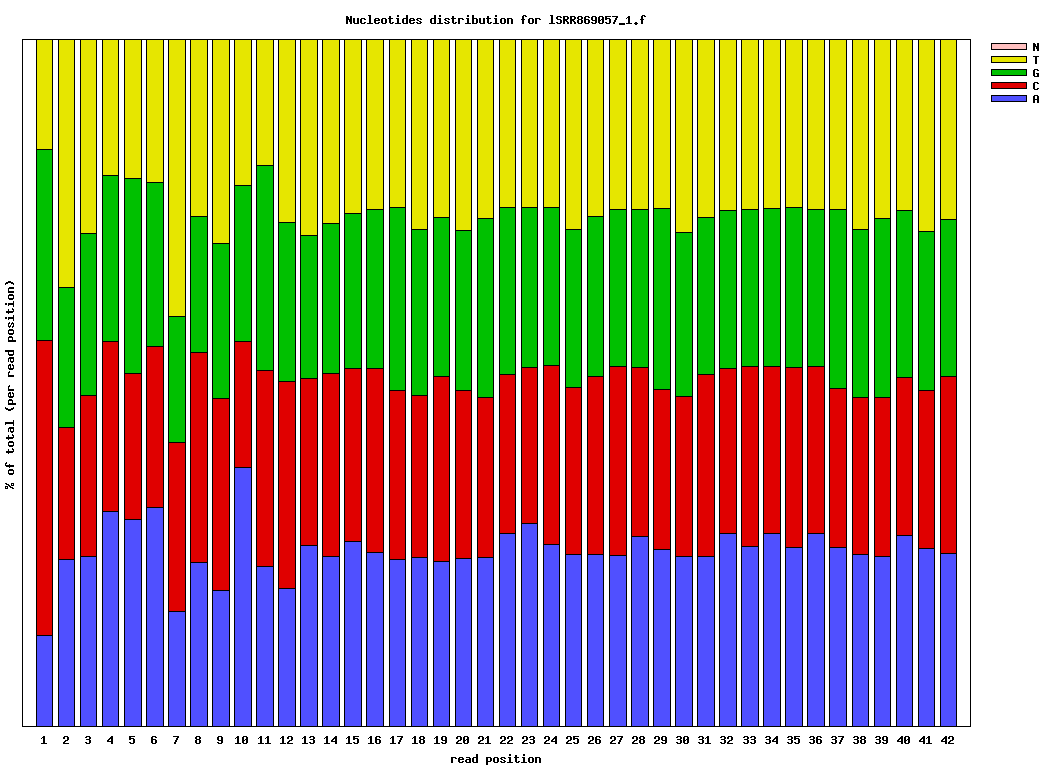 Nucleotides distribution for lSRR869057_1.f
N
T
G
C
A
% of total (per read position)
1 2 3 4 5 6 7 8 9 10 11 12 13 14 15 16 17 18 19 20 21 22 23 24 25 26 27 28 29 30 31 32 33 34 35 36 37 38 39 40 41 42
read position